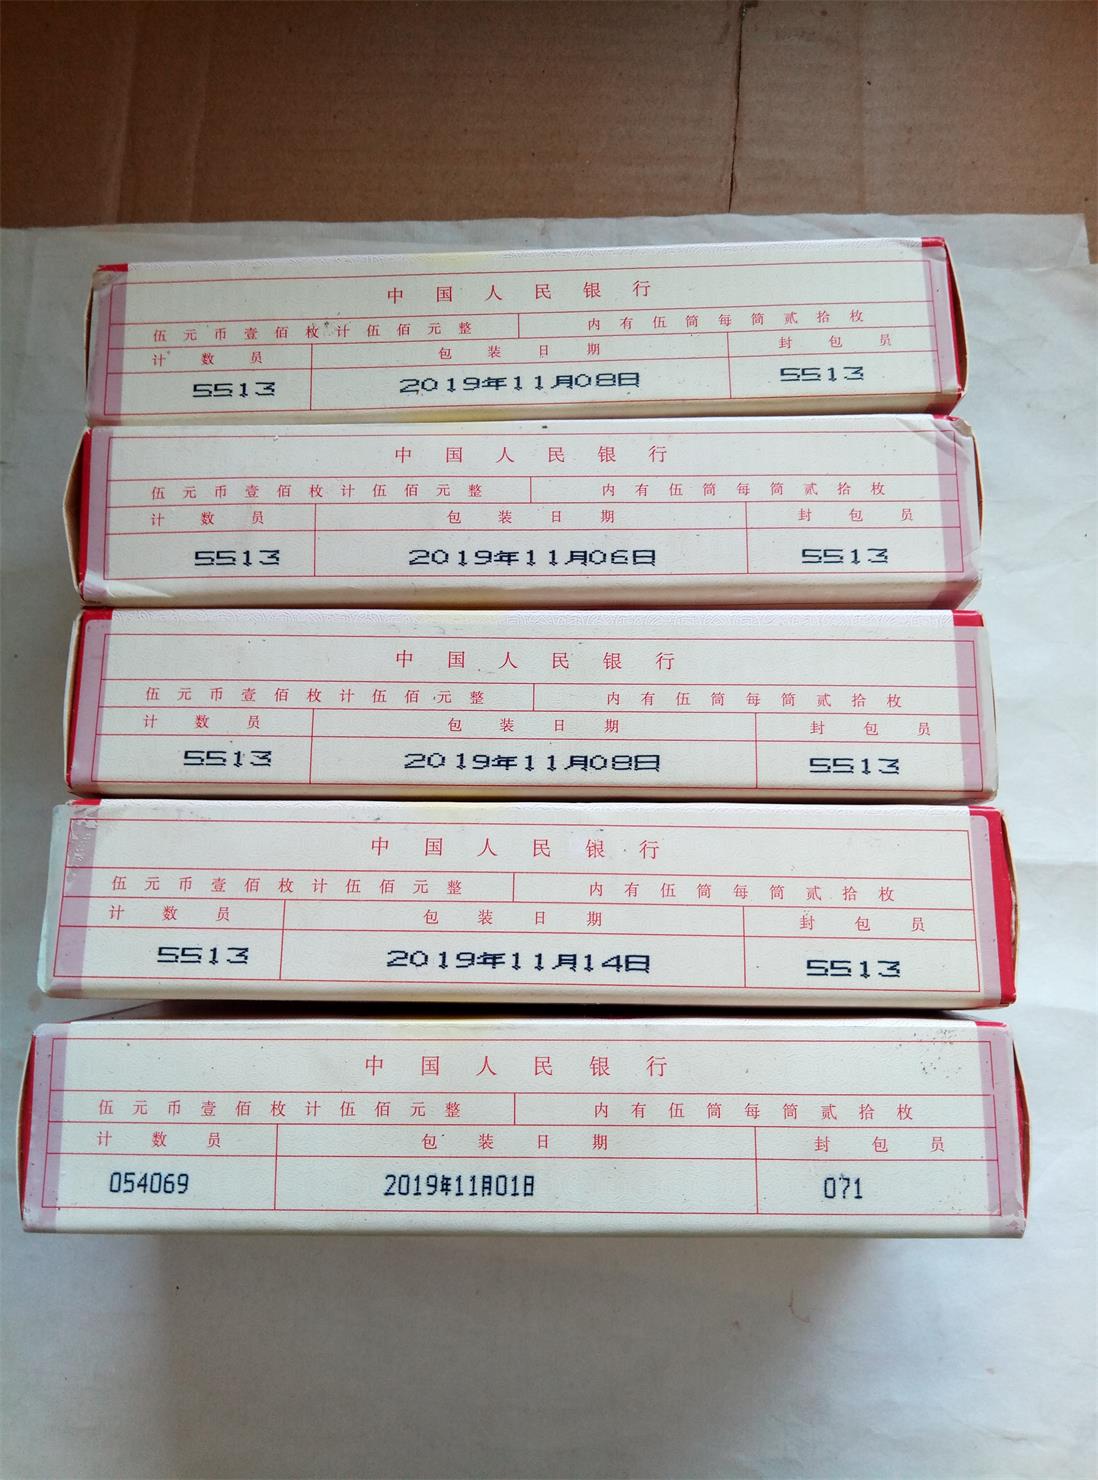 中国人民银行
伍元币壹佰枚计伍佰元整 内有伍筒每筒贰拾枚
计数员 包装日期 封包员
5513 2019年11月08日 5513
中国人民银行
伍元币壹佰枚计伍佰元整 内有伍筒每筒贰拾枚
计数员 包装日期 封包员
5513 2019年11月06日 5513
中国人民银行
伍元币壹佰枚计伍佰元整 内有伍筒每筒贰拾枚
计数员 包装日期 封包员
5513 2019年11月08日 5513
中国人民银行
伍元币壹佰枚计伍佰元整 内有伍筒每筒贰拾枚
计数员 包装日期 封包员
5513 2019年11月14日 5513
中国人民银行
伍元币壹佰枚计伍佰元整 内有伍筒每筒贰拾枚
计数员 包装日期 封包员
054069 2019年11月01日 071